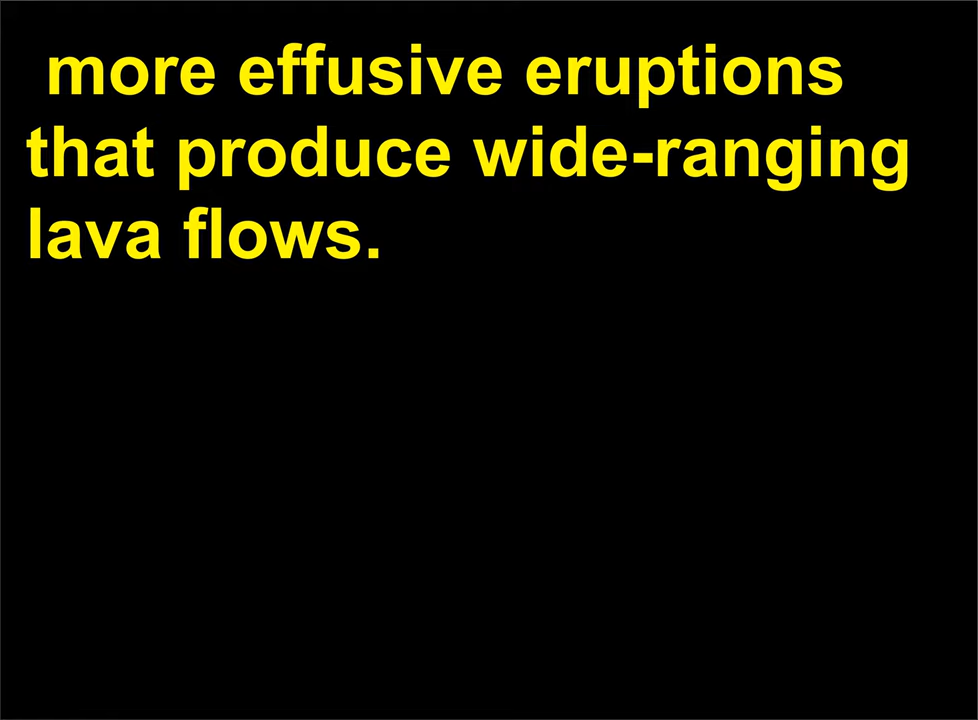 more effusive eruptions
that produce wide-ranging
lava flows.